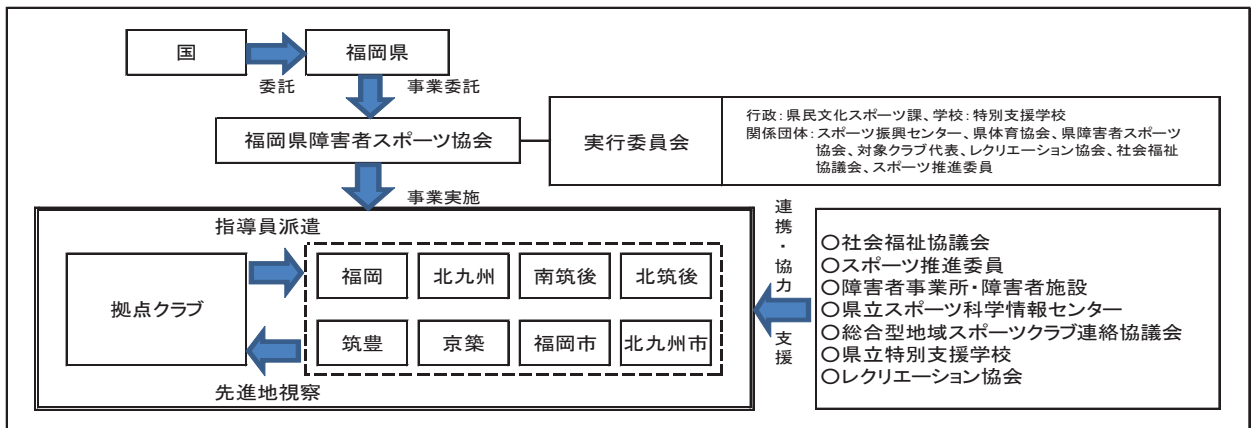 国
福岡県
委託
事業委託
福岡県障害者スポーツ協会
実行委員会
行政：県民文化スポーツ課、学校：特別支援学校
関係団体：スポーツ振興センター、県体育協会、県障害者スポーツ
協会、対象クラブ代表、レクリエーション協会、社会福祉
協議会、スポーツ推進委員
事業実施
指導員派遣
拠点クラブ
福岡
北九州
南筑後
北筑後
筑豊
京築
福岡市
北九州市
先進地視察
連携・協力
支援
○社会福祉協議会
○スポーツ推進委員
○障害者事業所・障害者施設
○県立スポーツ科学情報センター
○総合型地域スポーツクラブ連絡協議会
○県立特別支援学校
○レクリエーション協会